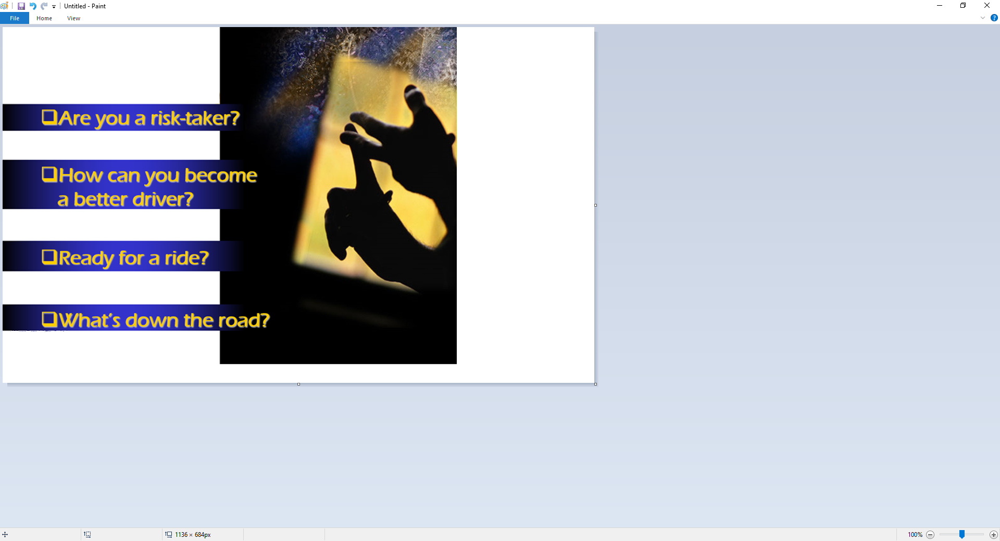 Untitled - Paint
File Home View
❑Are you a risk-taker?
❑How can you become
a better driver?
❑Ready for a ride?
❑What's down the road?
1136 × 684px
100%